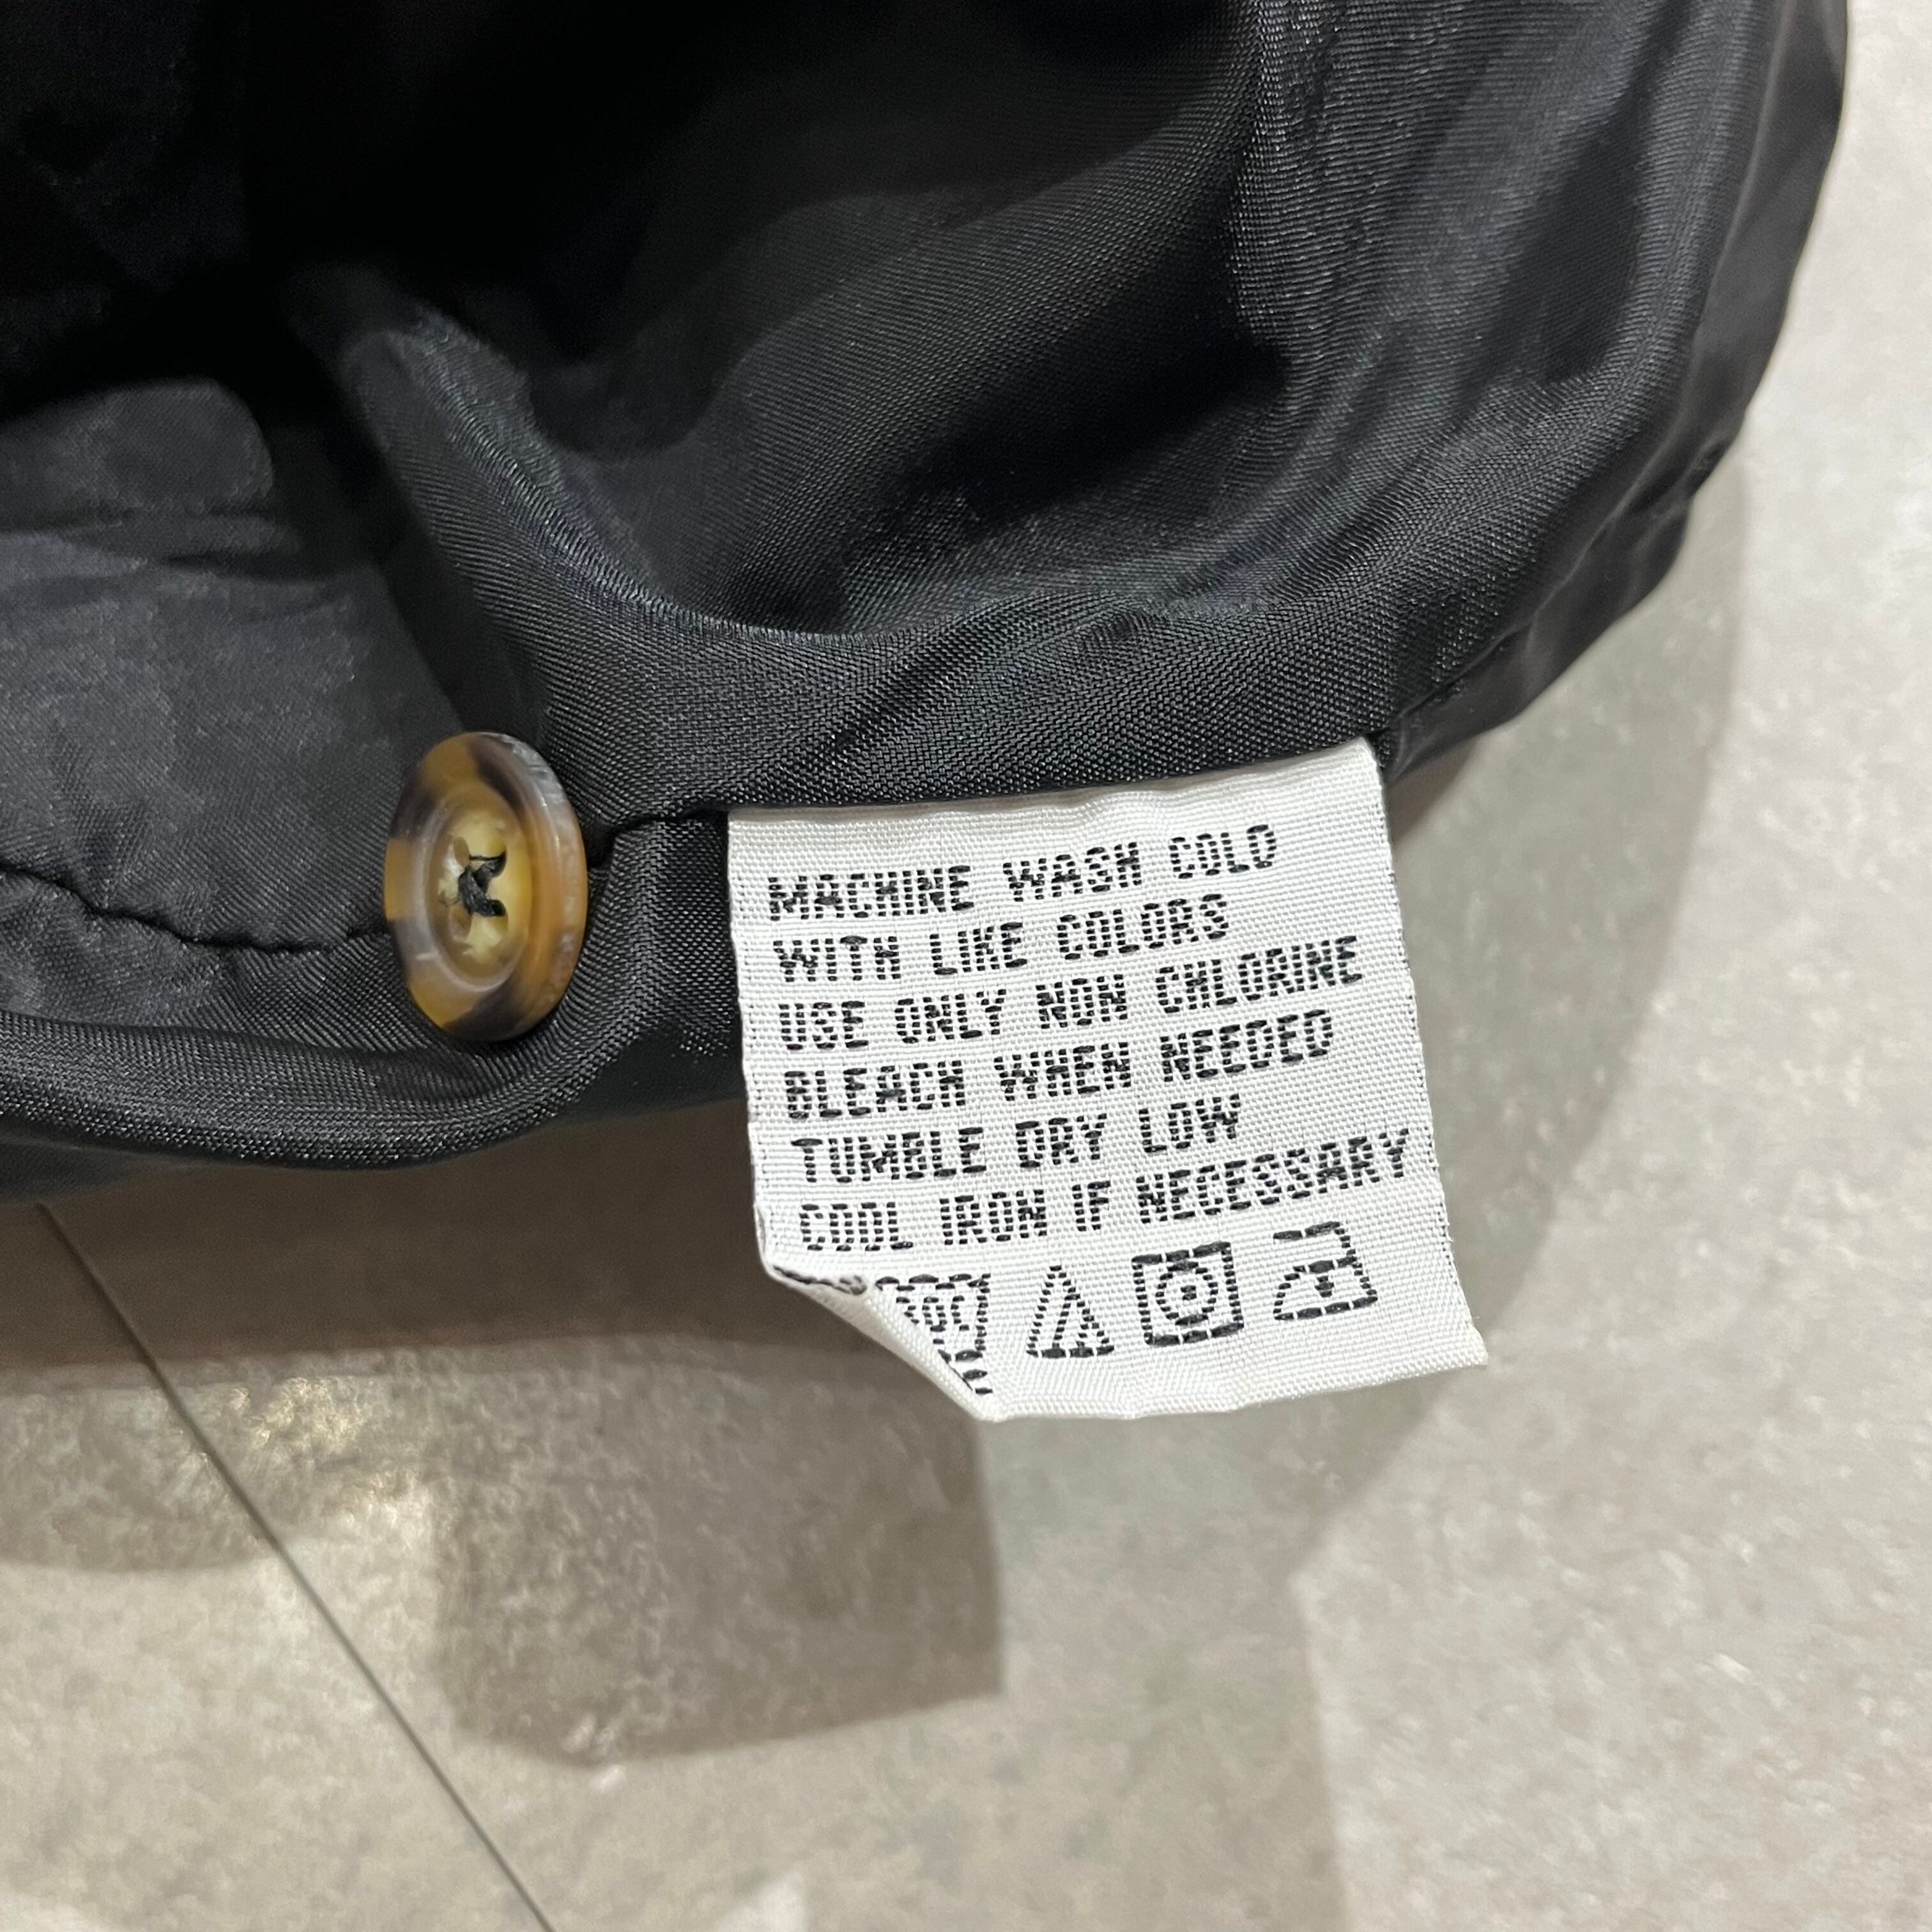 MACHINE WASH COLD
WITH LIKE COLORS
USE ONLY NON CHLORINE
BLEACH WHEN NEEDED
TUMBLE DRY LOW
COOL IRON IF NECESSARY